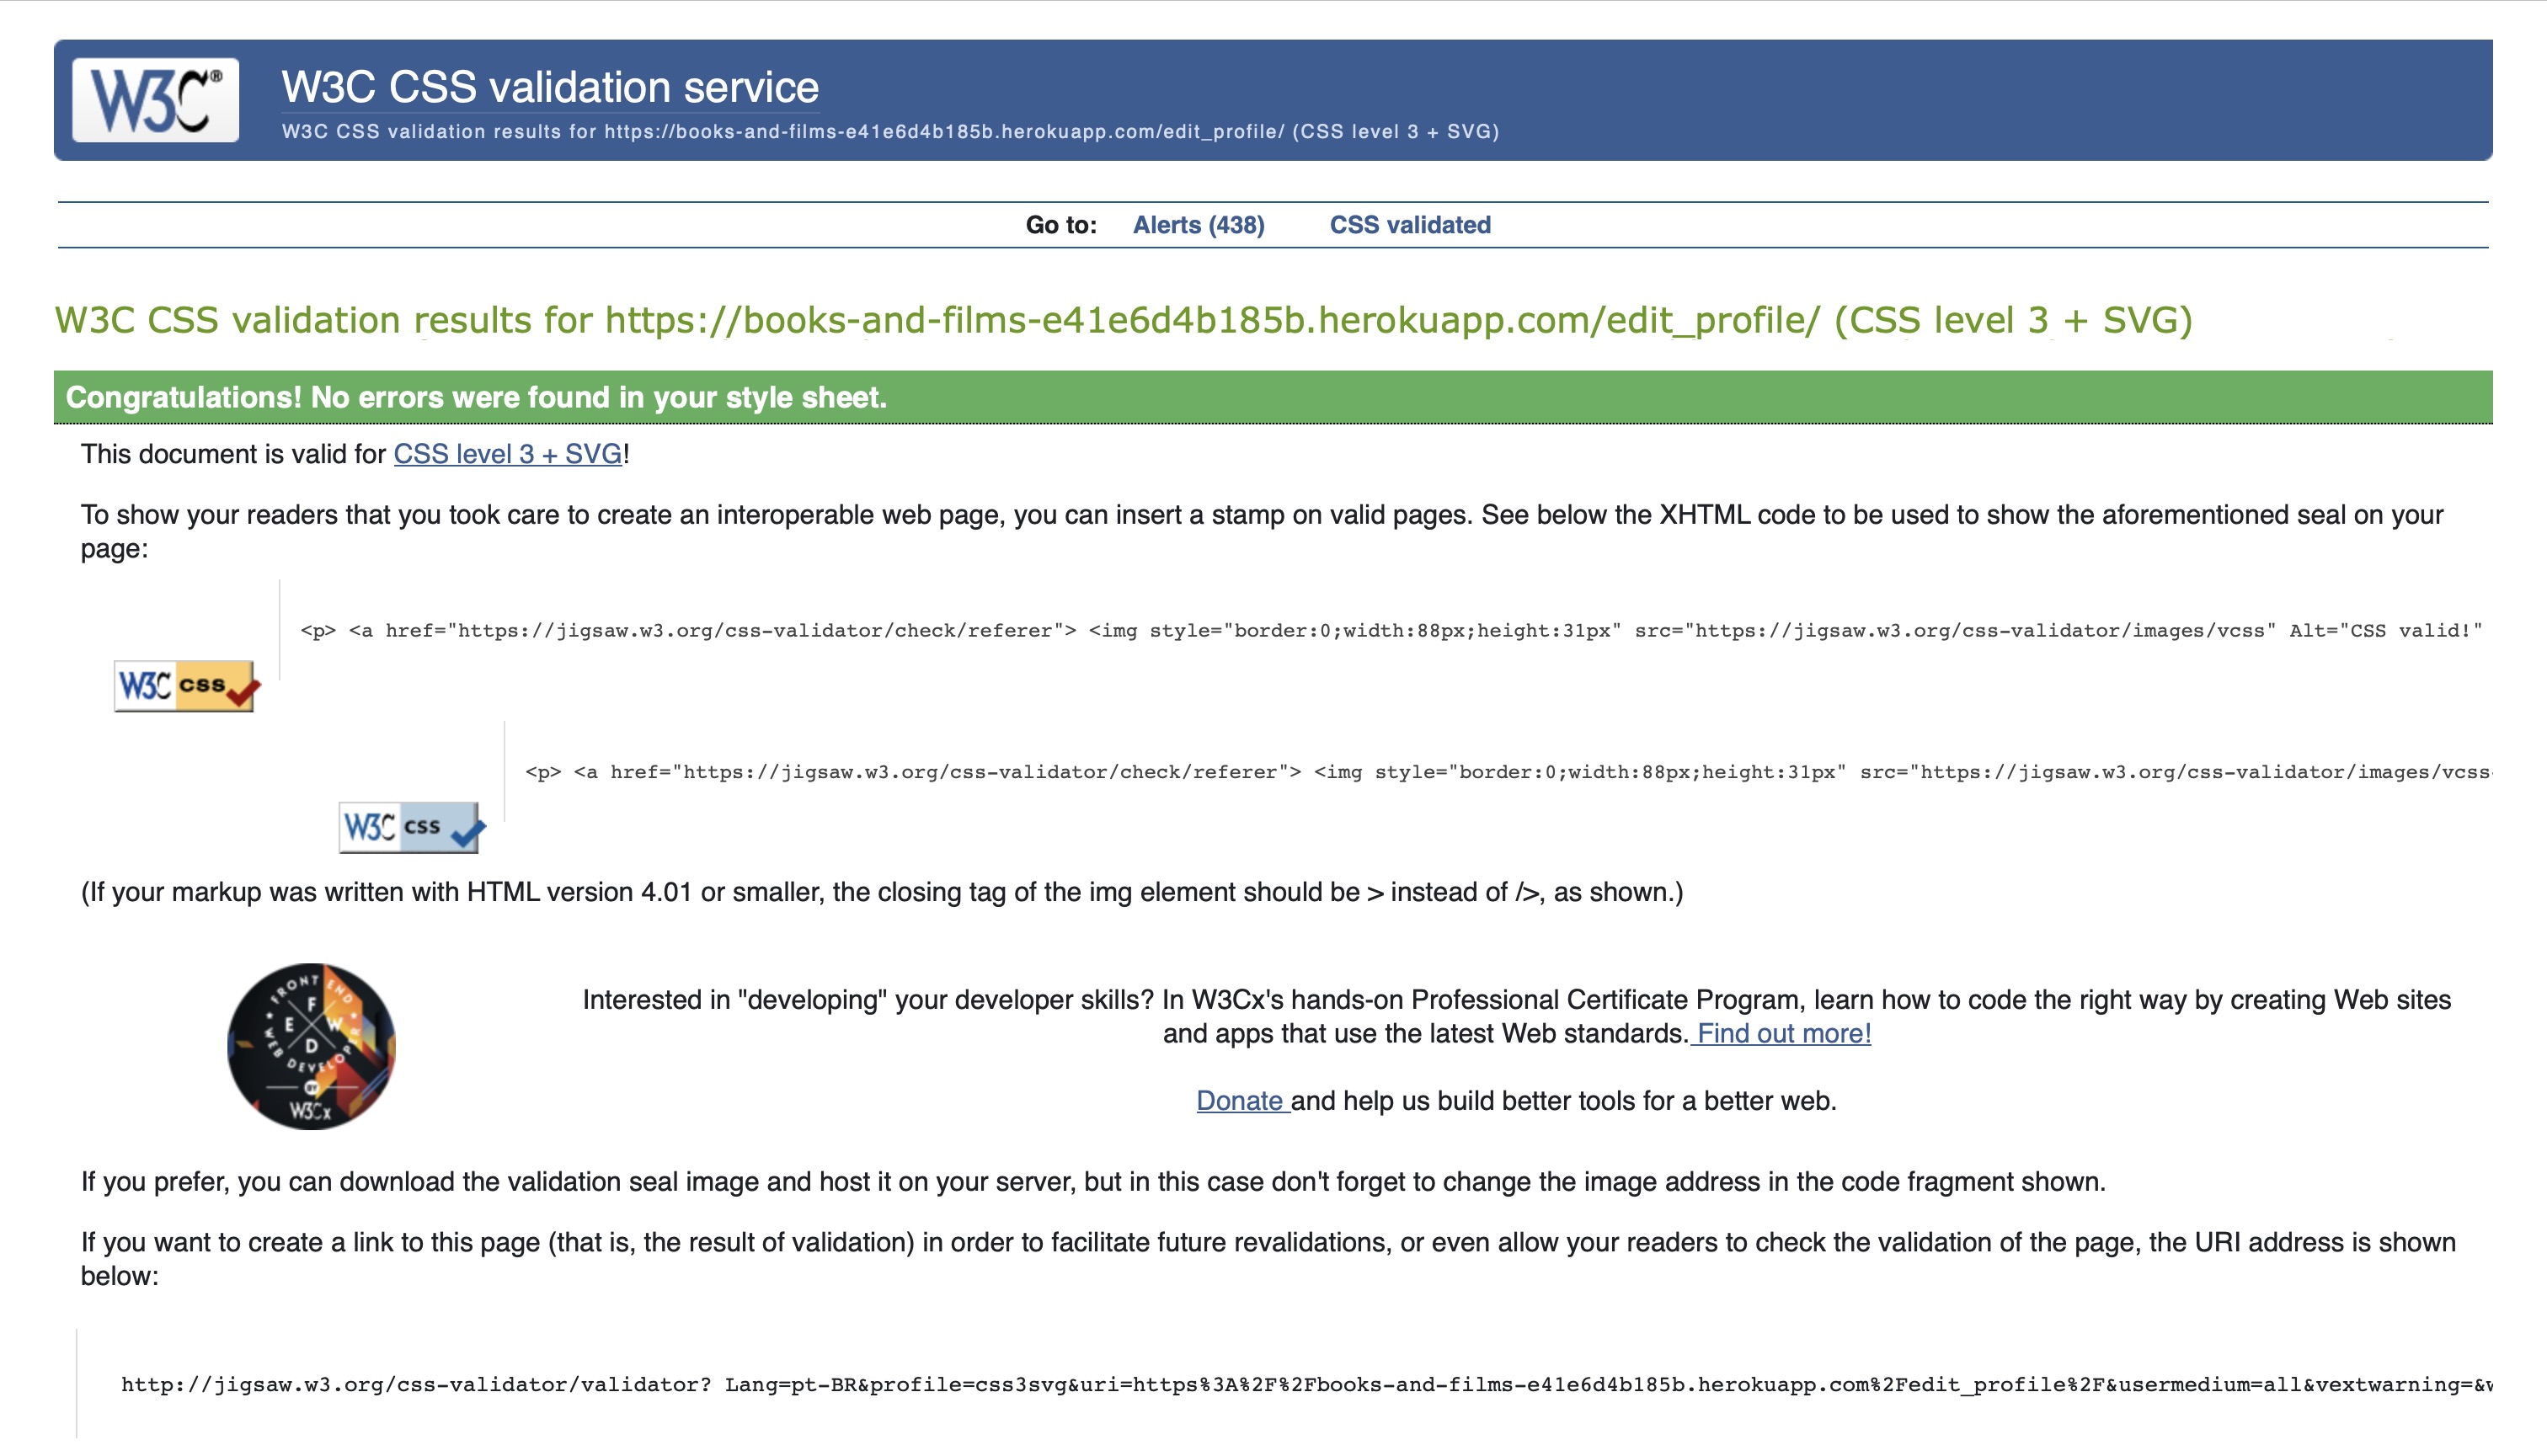 W3C®
W3C CSS validation service
W3C CSS validation results for https://books-and-films-e41e6d4b185b.herokuapp.com/edit_profile/ (CSS level 3 + SVG)
Go to: Alerts (438) CSS validated
W3C CSS validation results for https://books-and-films-e41e6d4b185b.herokuapp.com/edit_profile/ (CSS level 3 + SVG)
Congratulations! No errors were found in your style sheet.
This document is valid for CSS level 3 + SVG!
To show your readers that you took care to create an interoperable web page, you can insert a stamp on valid pages. See below the XHTML code to be used to show the aforementioned seal on your
page:
<p> <a href="https://jigsaw.w3.org/css-validator/check/referer"> <img style="border:0;width:88px;height:31px" src="https://jigsaw.w3.org/css-validator/images/vcss" Alt="CSS valid!"
W3C css
<p> <a href="https://jigsaw.w3.org/css-validator/check/referer"> <img style="border:0;width:88px;height:31px" src="https://jigsaw.w3.org/css-validator/images/vcss-
W3C css
(If your markup was written with HTML version 4.01 or smaller, the closing tag of the img element should be > instead of />, as shown.)
FRONT END
F
E W
D
WEB DEVELOPER
BY
W3Cx
Interested in "developing" your developer skills? In W3Cx's hands-on Professional Certificate Program, learn how to code the right way by creating Web sites
and apps that use the latest Web standards. Find out more!
Donate and help us build better tools for a better web.
If you prefer, you can download the validation seal image and host it on your server, but in this case don't forget to change the image address in the code fragment shown.
If you want to create a link to this page (that is, the result of validation) in order to facilitate future revalidations, or even allow your readers to check the validation of the page, the URI address is shown
below:
http://jigsaw.w3.org/css-validator/validator? Lang=pt-BR&profile=css3svg&uri=https%3A%2F%2Fbooks-and-films-e41e6d4b185b.herokuapp.com%2Fedit_profile%2F&usermedium=all&vextwarning=&